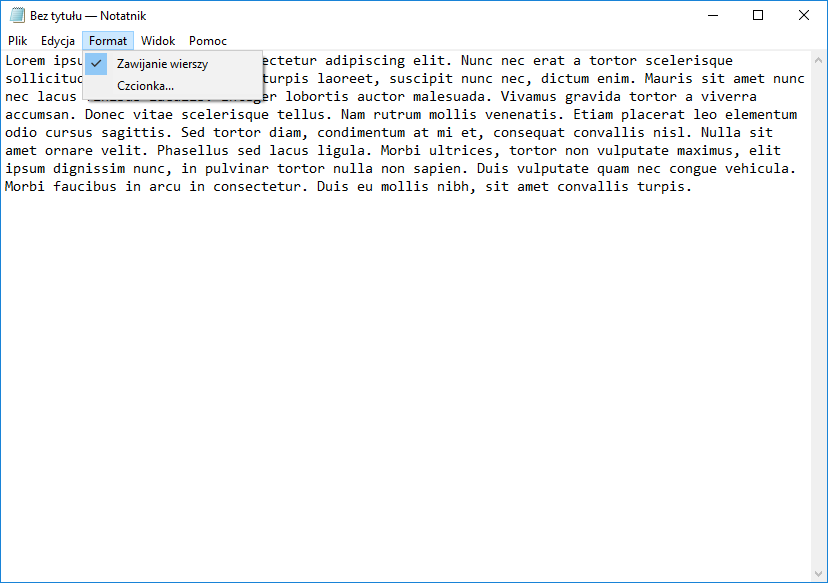 Bez tytułu — Notatnik
Plik Edycja Format Widok Pomoc
Zawijanie wierszy
Czcionka...
Lorem ipsu ectetur adipiscing elit. Nunc nec erat a tortor scelerisque
sollicitud turpis laoreet, suscipit nunc nec, dictum enim. Mauris sit amet nunc
nec lacus lobortis auctor malesuada. Vivamus gravida tortor a viverra
accumsan. Donec vitae scelerisque tellus. Nam rutrum mollis venenatis. Etiam placerat leo elementum
odio cursus sagittis. Sed tortor diam, condimentum at mi et, consequat convallis nisl. Nulla sit
amet ornare velit. Phasellus sed lacus ligula. Morbi ultrices, tortor non vulputate maximus, elit
ipsum dignissim nunc, in pulvinar tortor nulla non sapien. Duis vulputate quam nec congue vehicula.
Morbi faucibus in arcu in consectetur. Duis eu mollis nibh, sit amet convallis turpis.